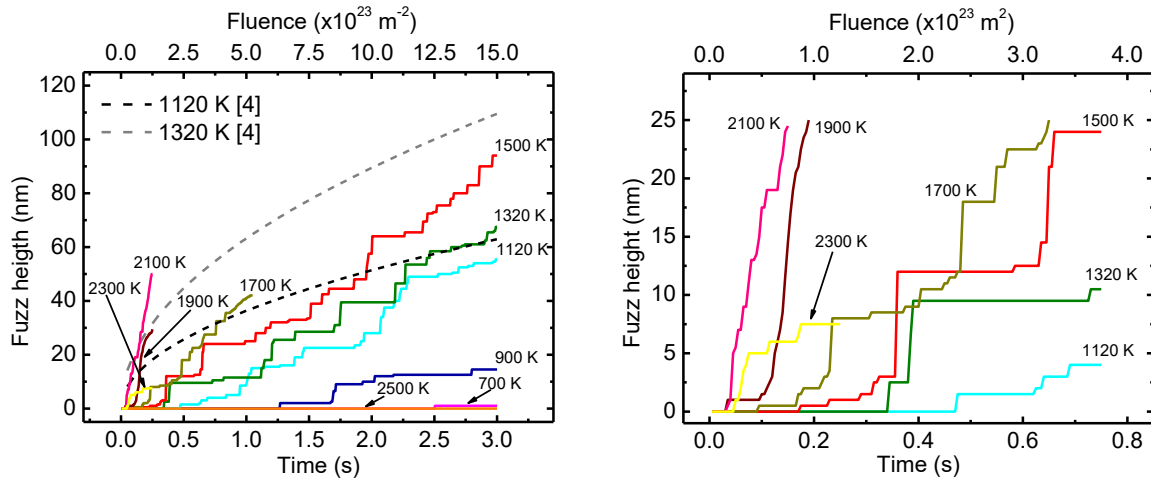 Fluence (x10²³ m⁻²)
0.0 2.5 5.0 7.5 10.0 12.5 15.0
Fuzz heigth (nm)
120
100
80
60
40
20
0
1120 K [4]
1320 K [4]
1500 K
1320 K
1120 K
2100 K
2300 K
1900 K
1700 K
900 K
2500 K
700 K
0.0 0.5 1.0 1.5 2.0 2.5 3.0
Time (s)
Fluence (x10²³ m²)
0.0 1.0 2.0 3.0 4.0
Fuzz height (nm)
25
20
15
10
5
0
2100 K
1900 K
1500 K
1700 K
2300 K
1320 K
1120 K
0.0 0.2 0.4 0.6 0.8
Time (s)